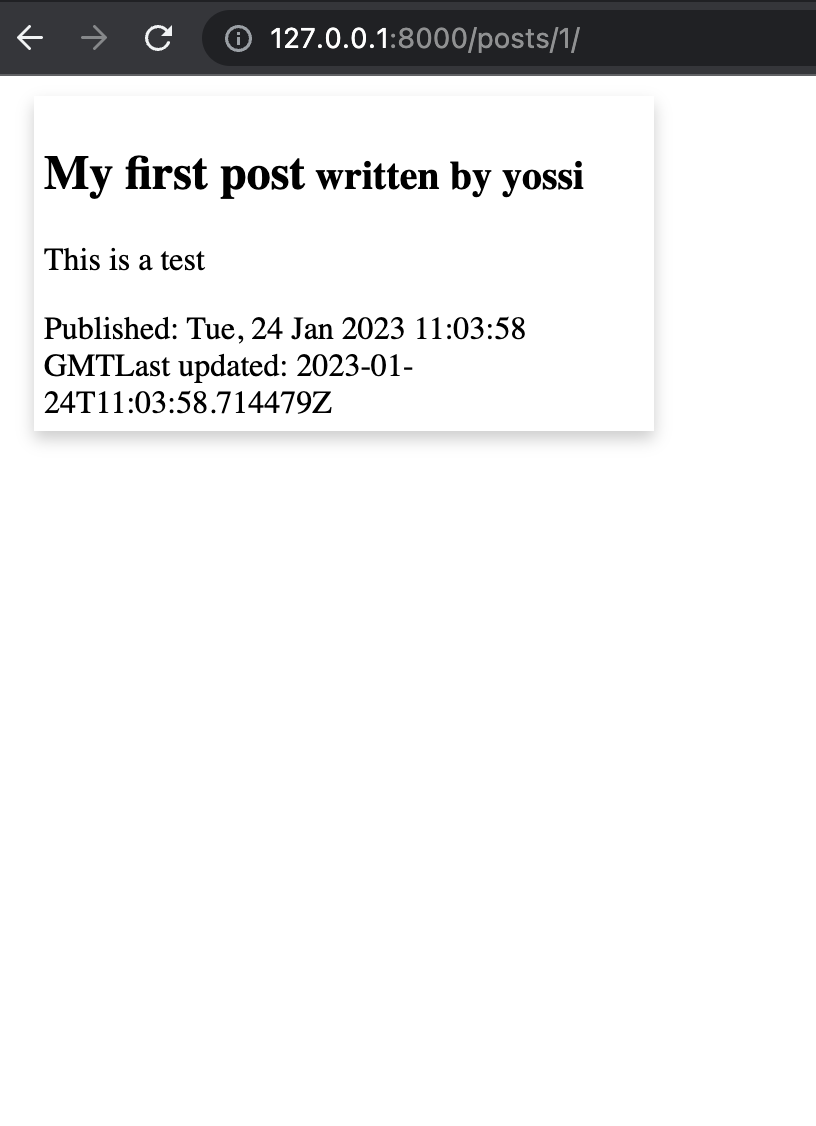 127.0.0.1:8000/posts/1/
My first post written by yossi
This is a test
Published: Tue, 24 Jan 2023 11:03:58
GMTLast updated: 2023-01-
24T11:03:58.714479Z